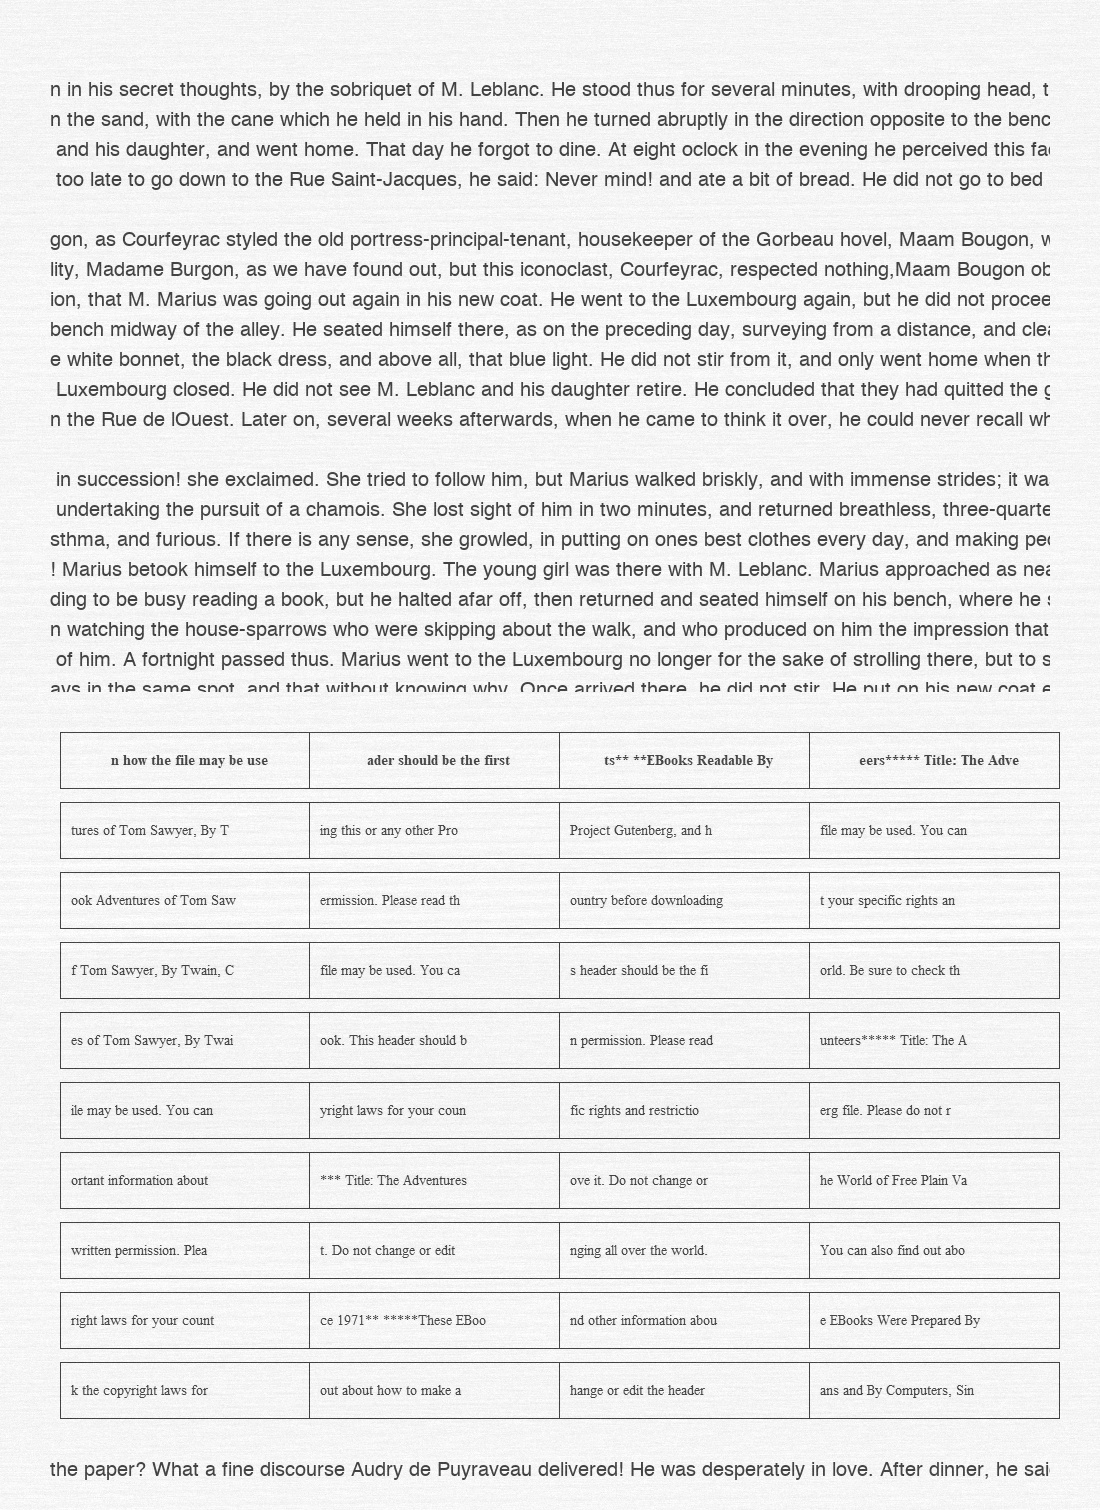 n in his secret thoughts, by the sobriquet of M. Leblanc. He stood thus for several minutes, with drooping head, t
n the sand, with the cane which he held in his hand. Then he turned abruptly in the direction opposite to the benc
and his daughter, and went home. That day he forgot to dine. At eight oclock in the evening he perceived this fa
too late to go down to the Rue Saint-Jacques, he said: Never mind! and ate a bit of bread. He did not go to bed
gon, as Courfeyrac styled the old portress-principal-tenant, housekeeper of the Gorbeau hovel, Maam Bougon, w
lity, Madame Burgon, as we have found out, but this iconoclast, Courfeyrac, respected nothing,Maam Bougon ob
ion, that M. Marius was going out again in his new coat. He went to the Luxembourg again, but he did not procee
bench midway of the alley. He seated himself there, as on the preceding day, surveying from a distance, and clea
e white bonnet, the black dress, and above all, that blue light. He did not stir from it, and only went home when th
Luxembourg closed. He did not see M. Leblanc and his daughter retire. He concluded that they had quitted the g
n the Rue de lOuest. Later on, several weeks afterwards, when he came to think it over, he could never recall wh
in succession! she exclaimed. She tried to follow him, but Marius walked briskly, and with immense strides; it wa
undertaking the pursuit of a chamois. She lost sight of him in two minutes, and returned breathless, three-quarte
sthma, and furious. If there is any sense, she growled, in putting on ones best clothes every day, and making pe
! Marius betook himself to the Luxembourg. The young girl was there with M. Leblanc. Marius approached as nea
ding to be busy reading a book, but he halted afar off, then returned and seated himself on his bench, where he s
n watching the house-sparrows who were skipping about the walk, and who produced on him the impression that
of him. A fortnight passed thus. Marius went to the Luxembourg no longer for the sake of strolling there, but to s
ays in the same spot, and that without knowing why. Once arrived there, he did not stir. He put on his new coat e
n how the file may be use ader should be the first ts** **EBooks Readable By eers***** Title: The Adve
tures of Tom Sawyer, By T ing this or any other Pro Project Gutenberg, and h file may be used. You can
ook Adventures of Tom Saw ermission. Please read th ountry before downloading t your specific rights an
f Tom Sawyer, By Twain, C file may be used. You ca s header should be the fi orld. Be sure to check th
es of Tom Sawyer, By Twai ook. This header should b n permission. Please read unteers***** Title: The A
ile may be used. You can yright laws for your coun fic rights and restrictio erg file. Please do not r
ortant information about *** Title: The Adventures ove it. Do not change or he World of Free Plain Va
written permission. Plea t. Do not change or edit nging all over the world. You can also find out abo
right laws for your count ce 1971** *****These EBoo nd other information abou e EBooks Were Prepared By
k the copyright laws for out about how to make a hange or edit the header ans and By Computers, Sin
the paper? What a fine discourse Audry de Puyraveau delivered! He was desperately in love. After dinner, he sai